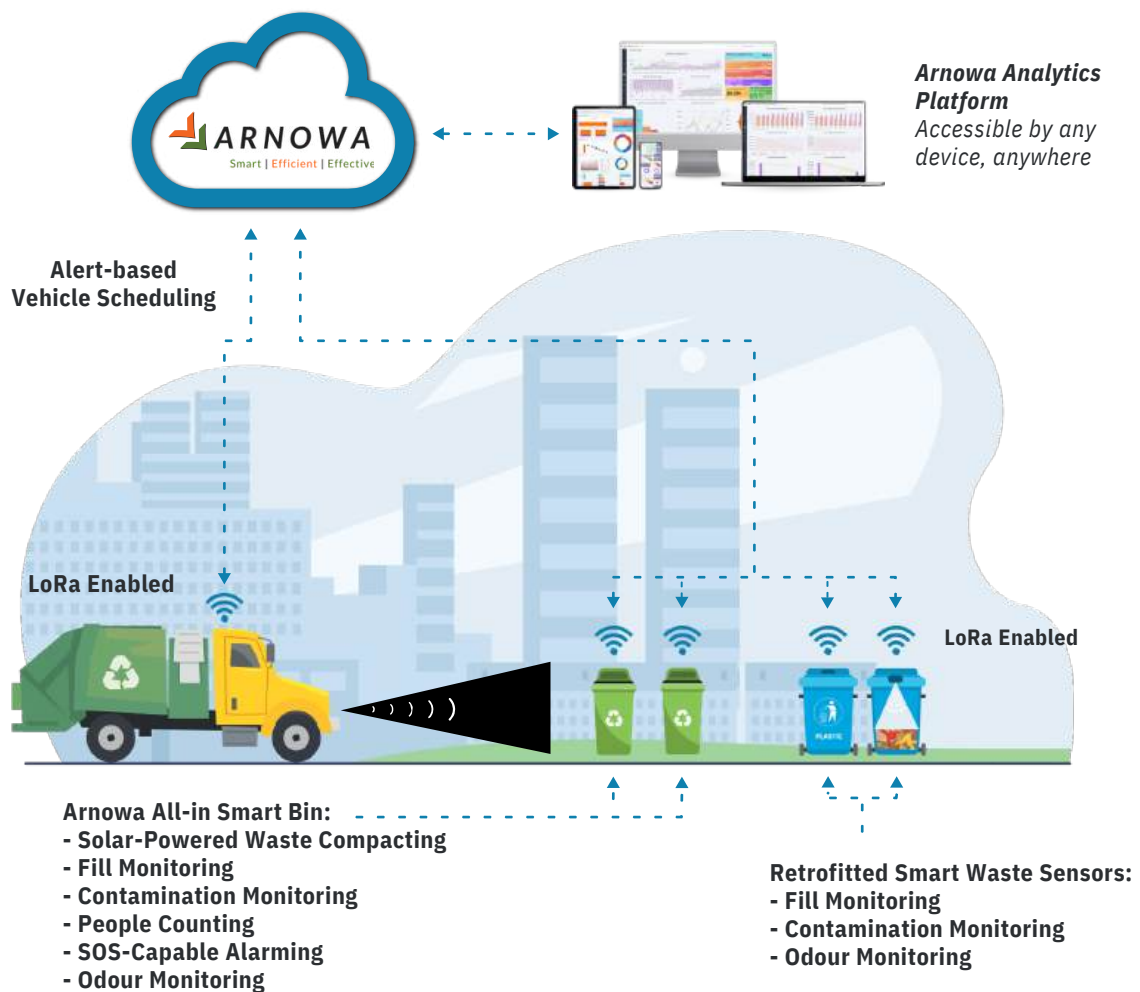 ARNOWA
Smart | Efficient | Effective
Arnowa Analytics
Platform
Accessible by any
device, anywhere
Alert-based
Vehicle Scheduling
LoRa Enabled
LoRa Enabled
PLASTIC
Arnowa All-in Smart Bin:
- Solar-Powered Waste Compacting
- Fill Monitoring
- Contamination Monitoring
- People Counting
- SOS-Capable Alarming
- Odour Monitoring
Retrofitted Smart Waste Sensors:
- Fill Monitoring
- Contamination Monitoring
- Odour Monitoring